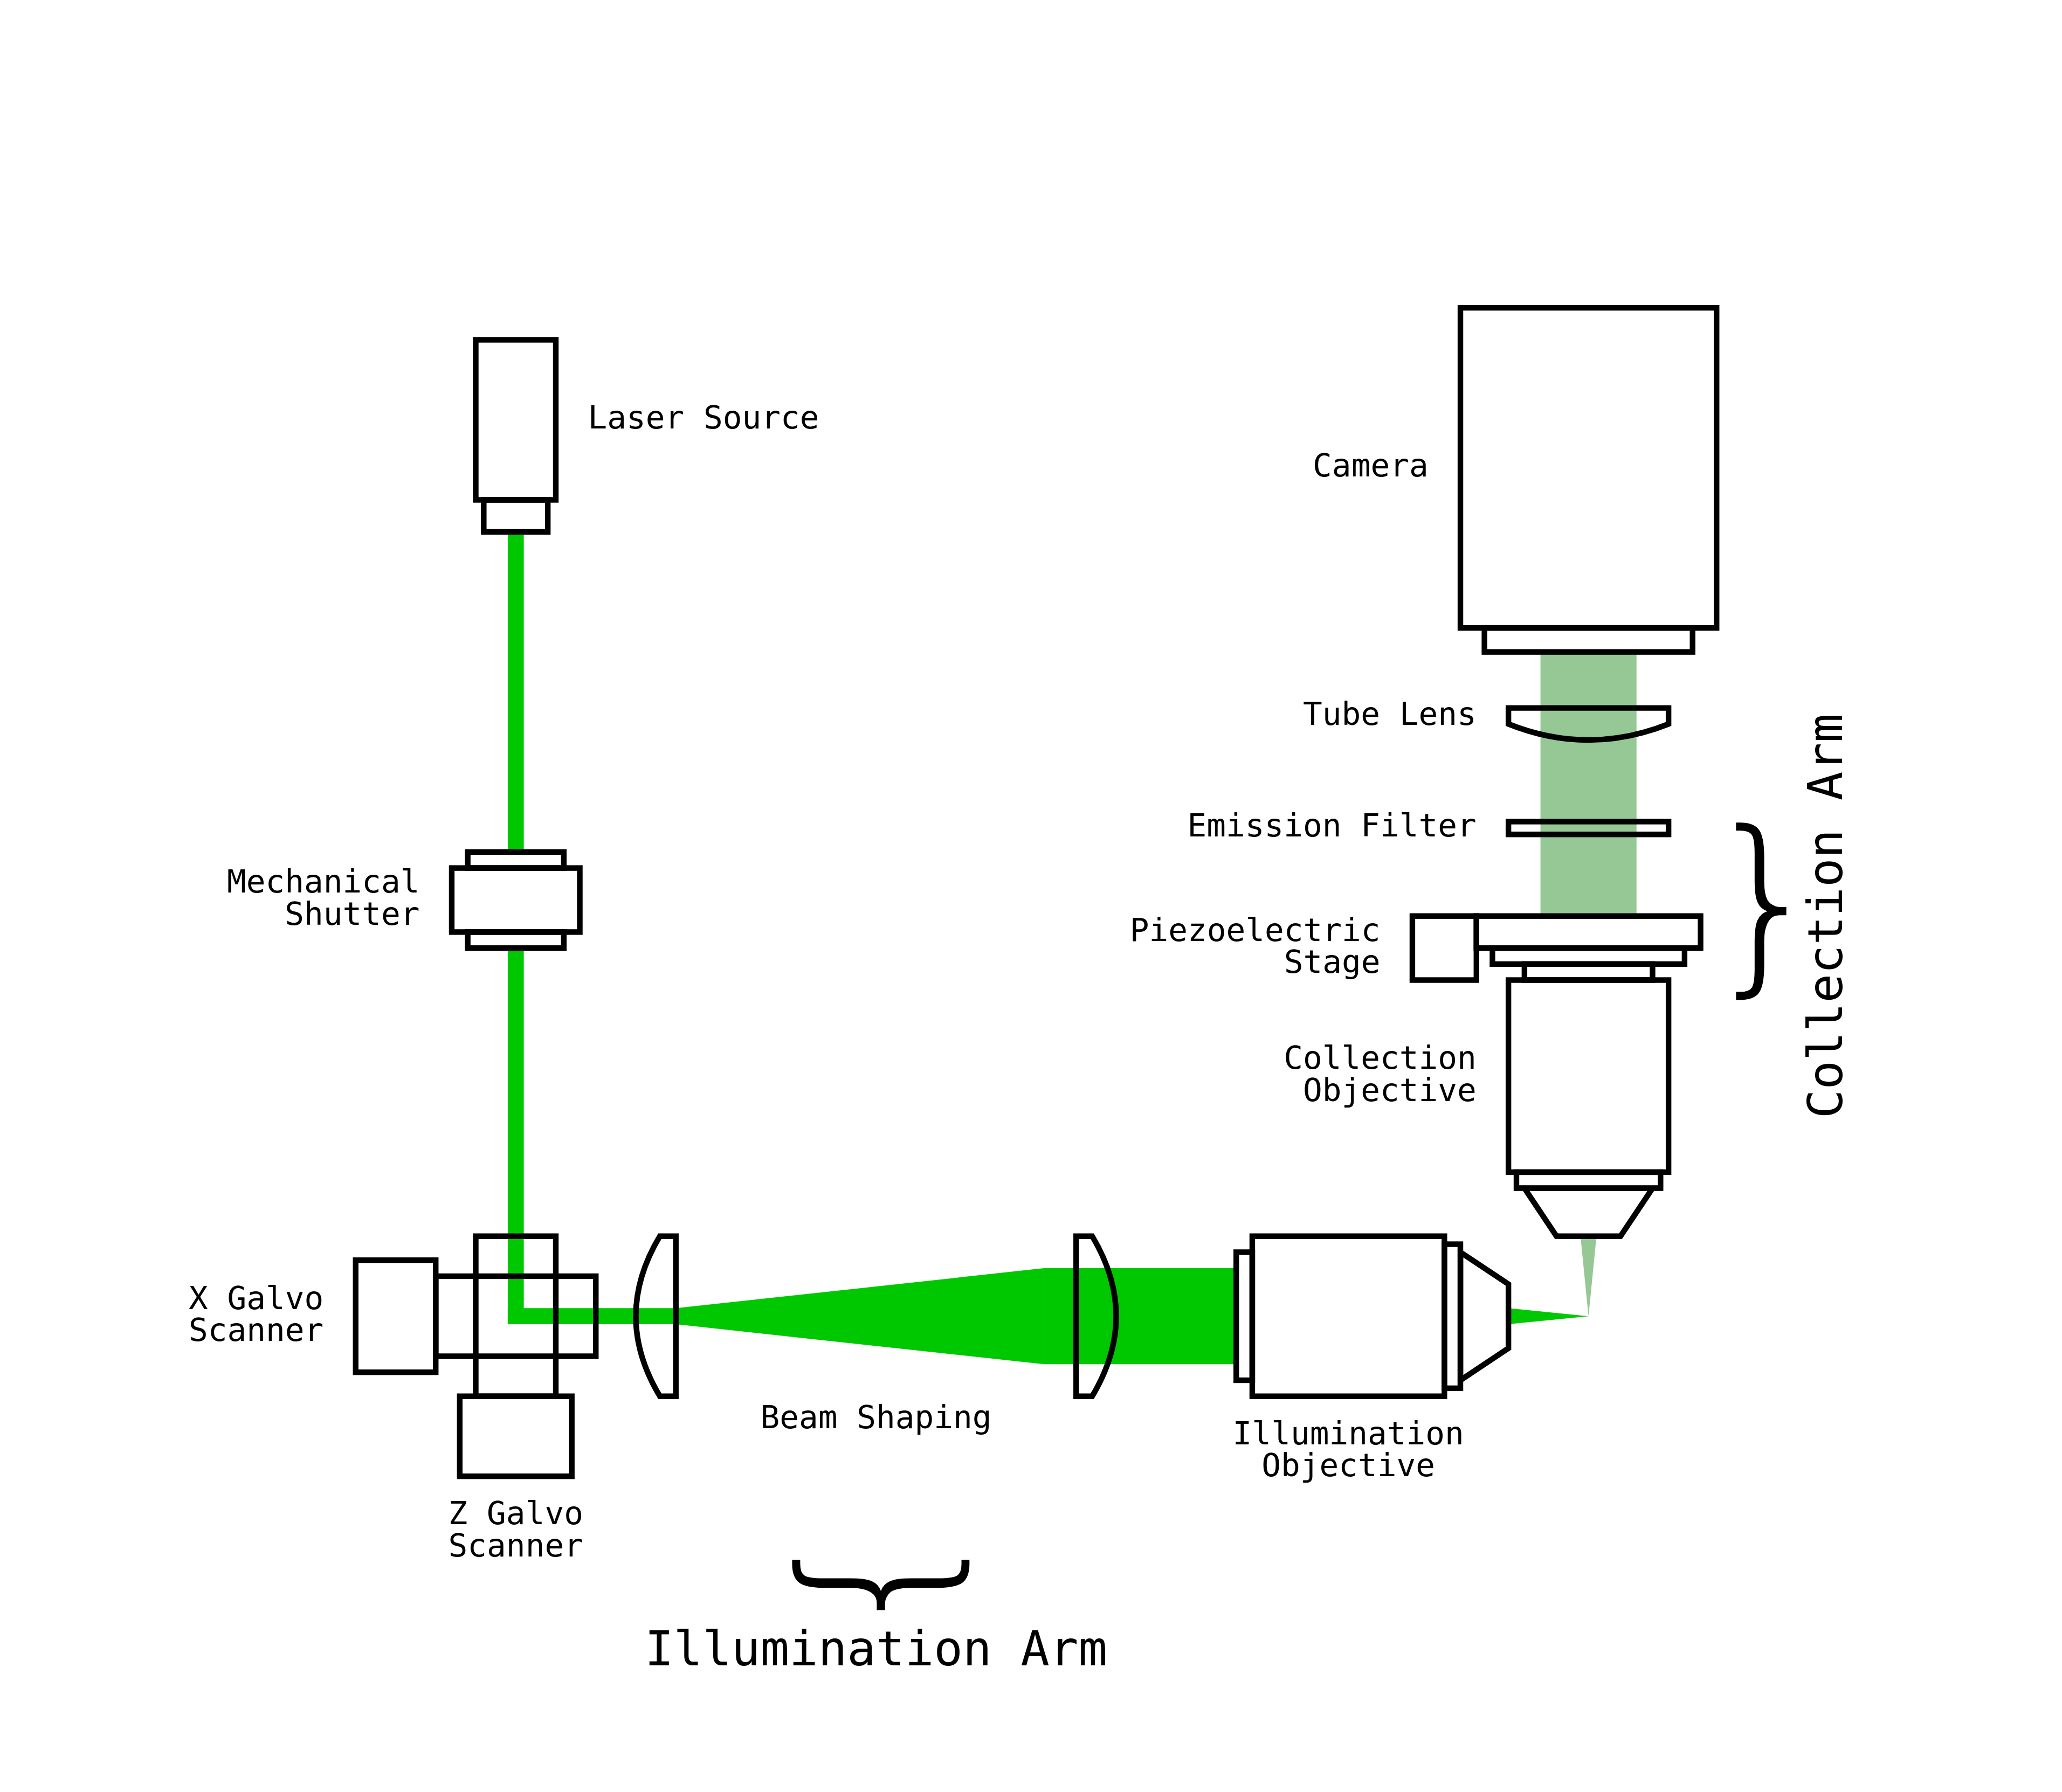 Laser Source
Camera
Tube Lens
Emission Filter
Mechanical
Shutter
Piezoelectric
Stage
Collection Arm
Collection
Objective
X Galvo
Scanner
Beam Shaping
Illumination
Objective
Z Galvo
Scanner
Illumination Arm